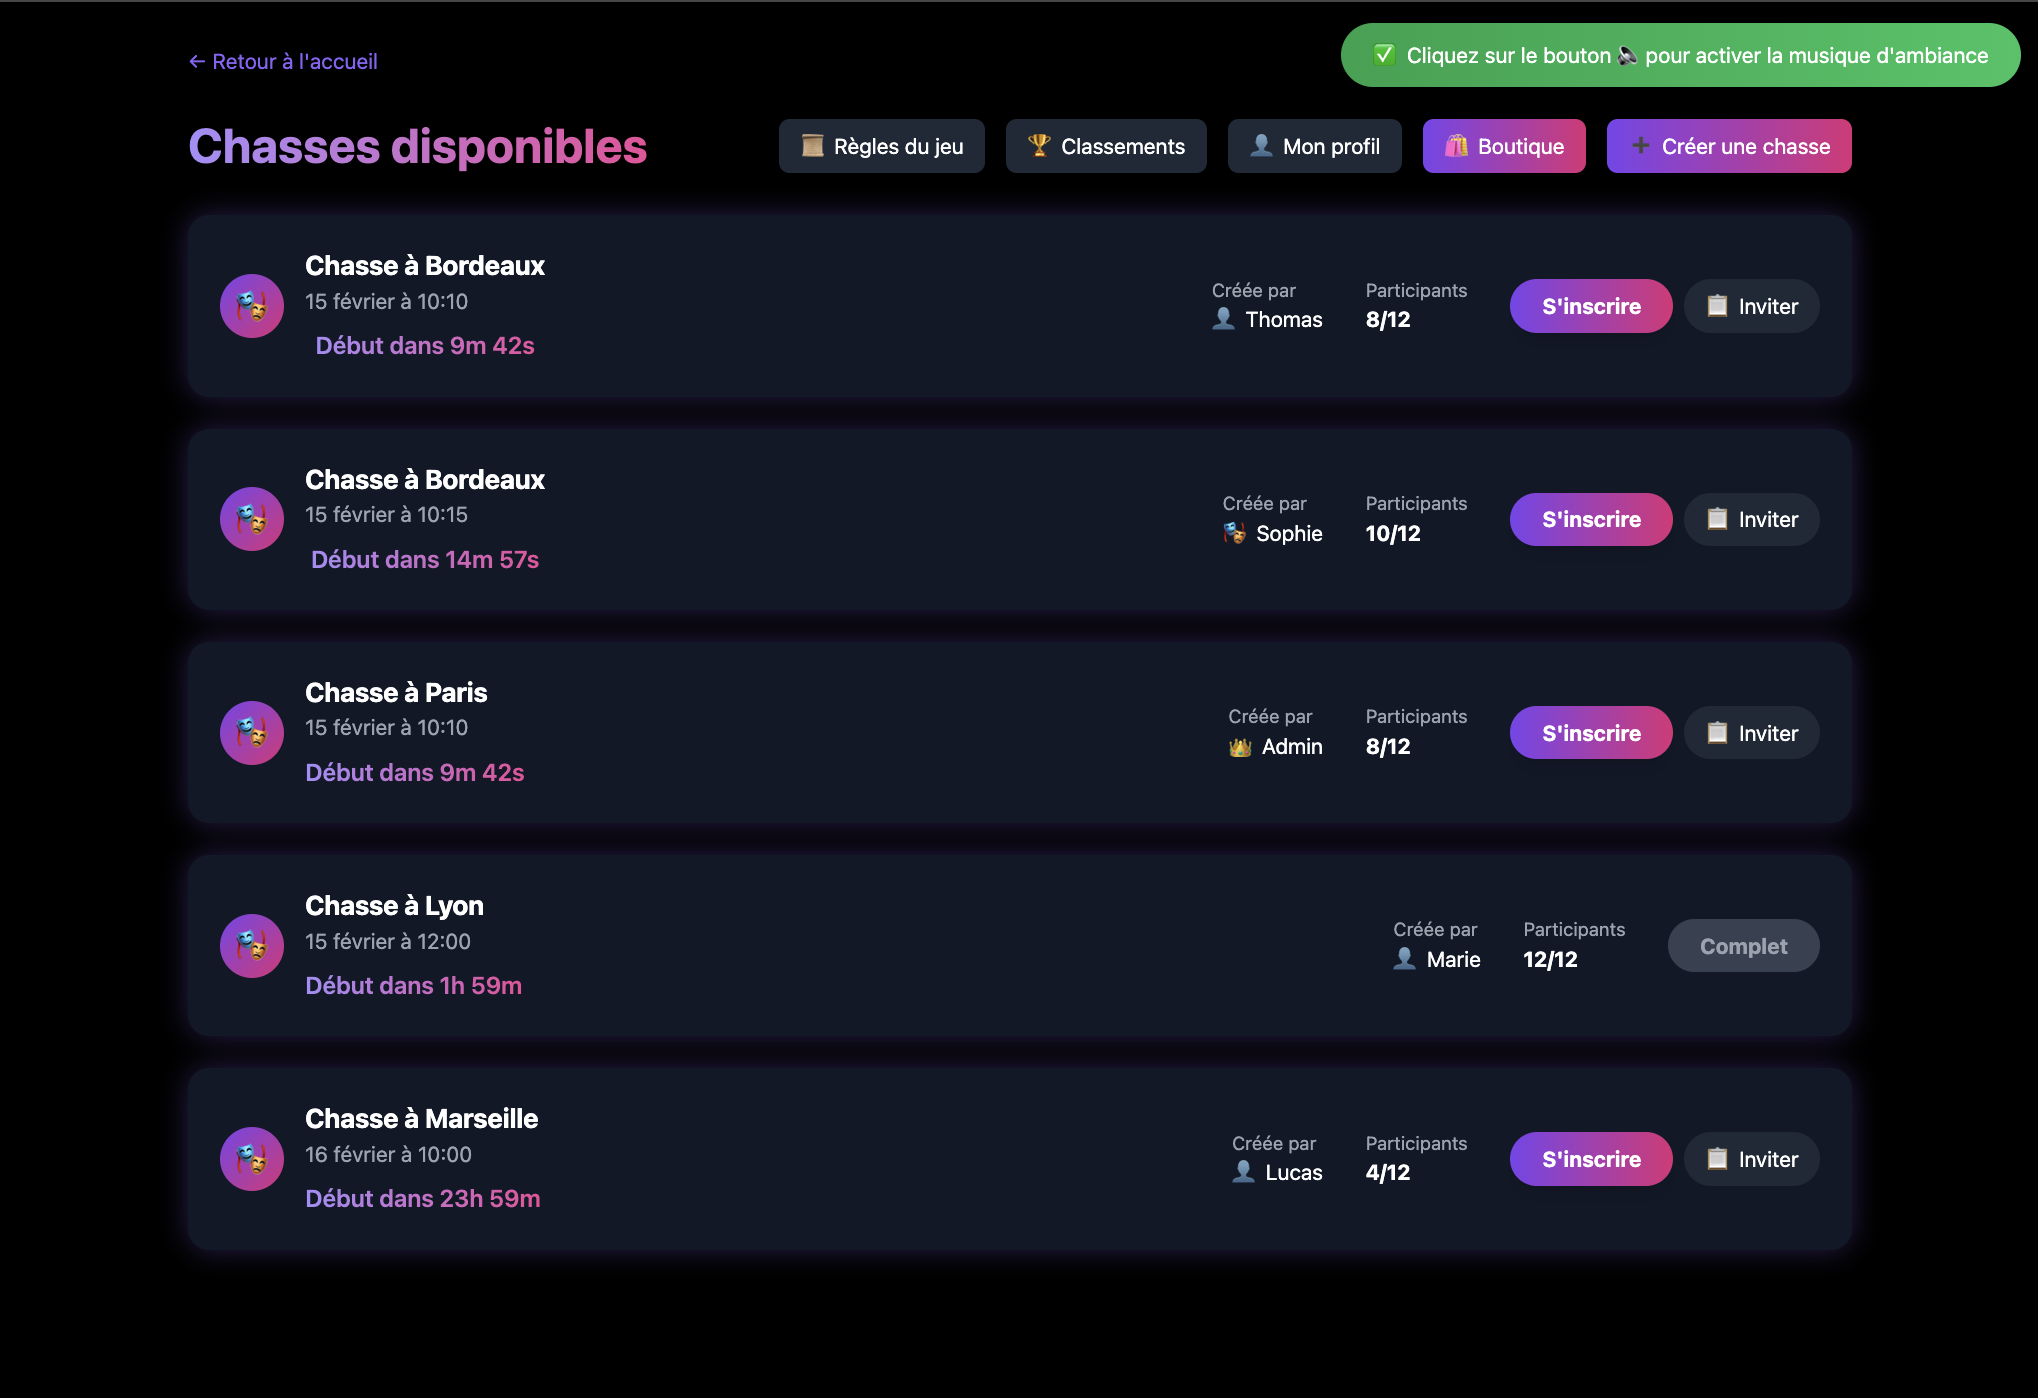 ← Retour à l'accueil
✅ Cliquez sur le bouton 🔈 pour activer la musique d'ambiance
Chasses disponibles
📜 Règles du jeu
🏆 Classements
👤 Mon profil
🛍️ Boutique
➕ Créer une chasse
Chasse à Bordeaux
15 février à 10:10
Début dans 9m 42s
Créée par
👤 Thomas
Participants
8/12
S'inscrire
📋 Inviter
Chasse à Bordeaux
15 février à 10:15
Début dans 14m 57s
Créée par
🎭 Sophie
Participants
10/12
S'inscrire
📋 Inviter
Chasse à Paris
15 février à 10:10
Début dans 9m 42s
Créée par
👑 Admin
Participants
8/12
S'inscrire
📋 Inviter
Chasse à Lyon
15 février à 12:00
Début dans 1h 59m
Créée par
👤 Marie
Participants
12/12
Complet
Chasse à Marseille
16 février à 10:00
Début dans 23h 59m
Créée par
👤 Lucas
Participants
4/12
S'inscrire
📋 Inviter